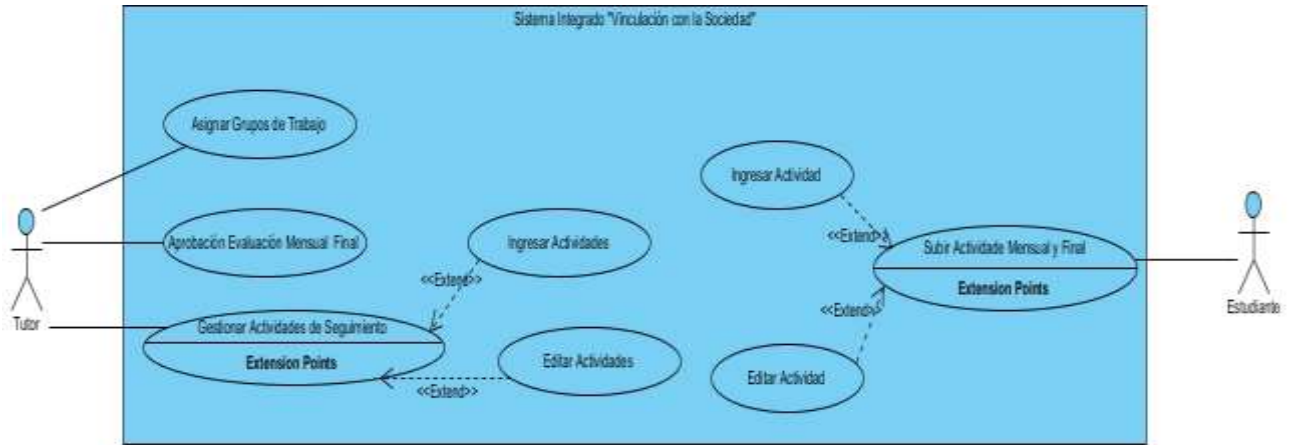 Sistema Integrado "Vinculación con la Sociedad"
Asignar Grupos de Trabajo
Ingresar Actividad
Aprobación Evaluación Mensual Final
Ingresar Actividades
<<Extend>>
Subir Actividade Mensual y Final
Extension Points
<<Extend>>
<<Extend>>
Estudiante
Tutor
Gestionar Actividades de Seguimiento
Extension Points
Editar Actividades
Editar Actividad
<<Extend>>